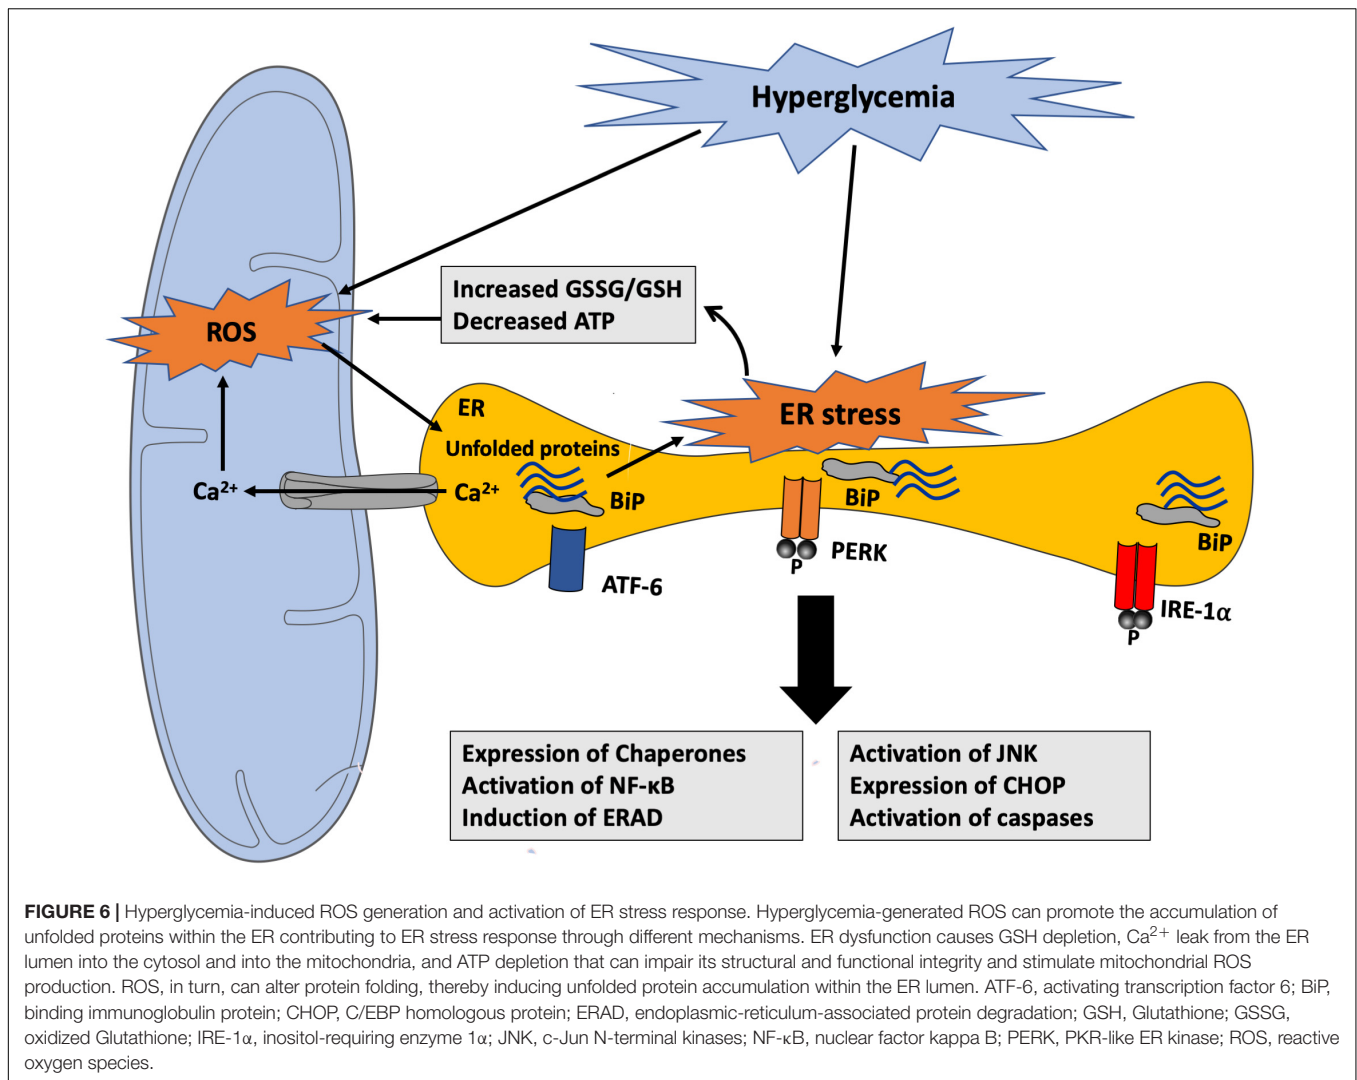 Hyperglycemia
Increased GSSG/GSH
Decreased ATP
ROS
ER stress
ER
Unfolded proteins
Ca²⁺
Ca²⁺
BiP
BiP
BiP
PERK
P
ATF-6
IRE-1α
P
Expression of Chaperones
Activation of NF-κB
Induction of ERAD
Activation of JNK
Expression of CHOP
Activation of caspases
FIGURE 6 | Hyperglycemia-induced ROS generation and activation of ER stress response. Hyperglycemia-generated ROS can promote the accumulation of
unfolded proteins within the ER contributing to ER stress response through different mechanisms. ER dysfunction causes GSH depletion, Ca²⁺ leak from the ER
lumen into the cytosol and into the mitochondria, and ATP depletion that can impair its structural and functional integrity and stimulate mitochondrial ROS
production. ROS, in turn, can alter protein folding, thereby inducing unfolded protein accumulation within the ER lumen. ATF-6, activating transcription factor 6; BiP,
binding immunoglobulin protein; CHOP, C/EBP homologous protein; ERAD, endoplasmic-reticulum-associated protein degradation; GSH, Glutathione; GSSG,
oxidized Glutathione; IRE-1α, inositol-requiring enzyme 1α; JNK, c-Jun N-terminal kinases; NF-κB, nuclear factor kappa B; PERK, PKR-like ER kinase; ROS, reactive
oxygen species.